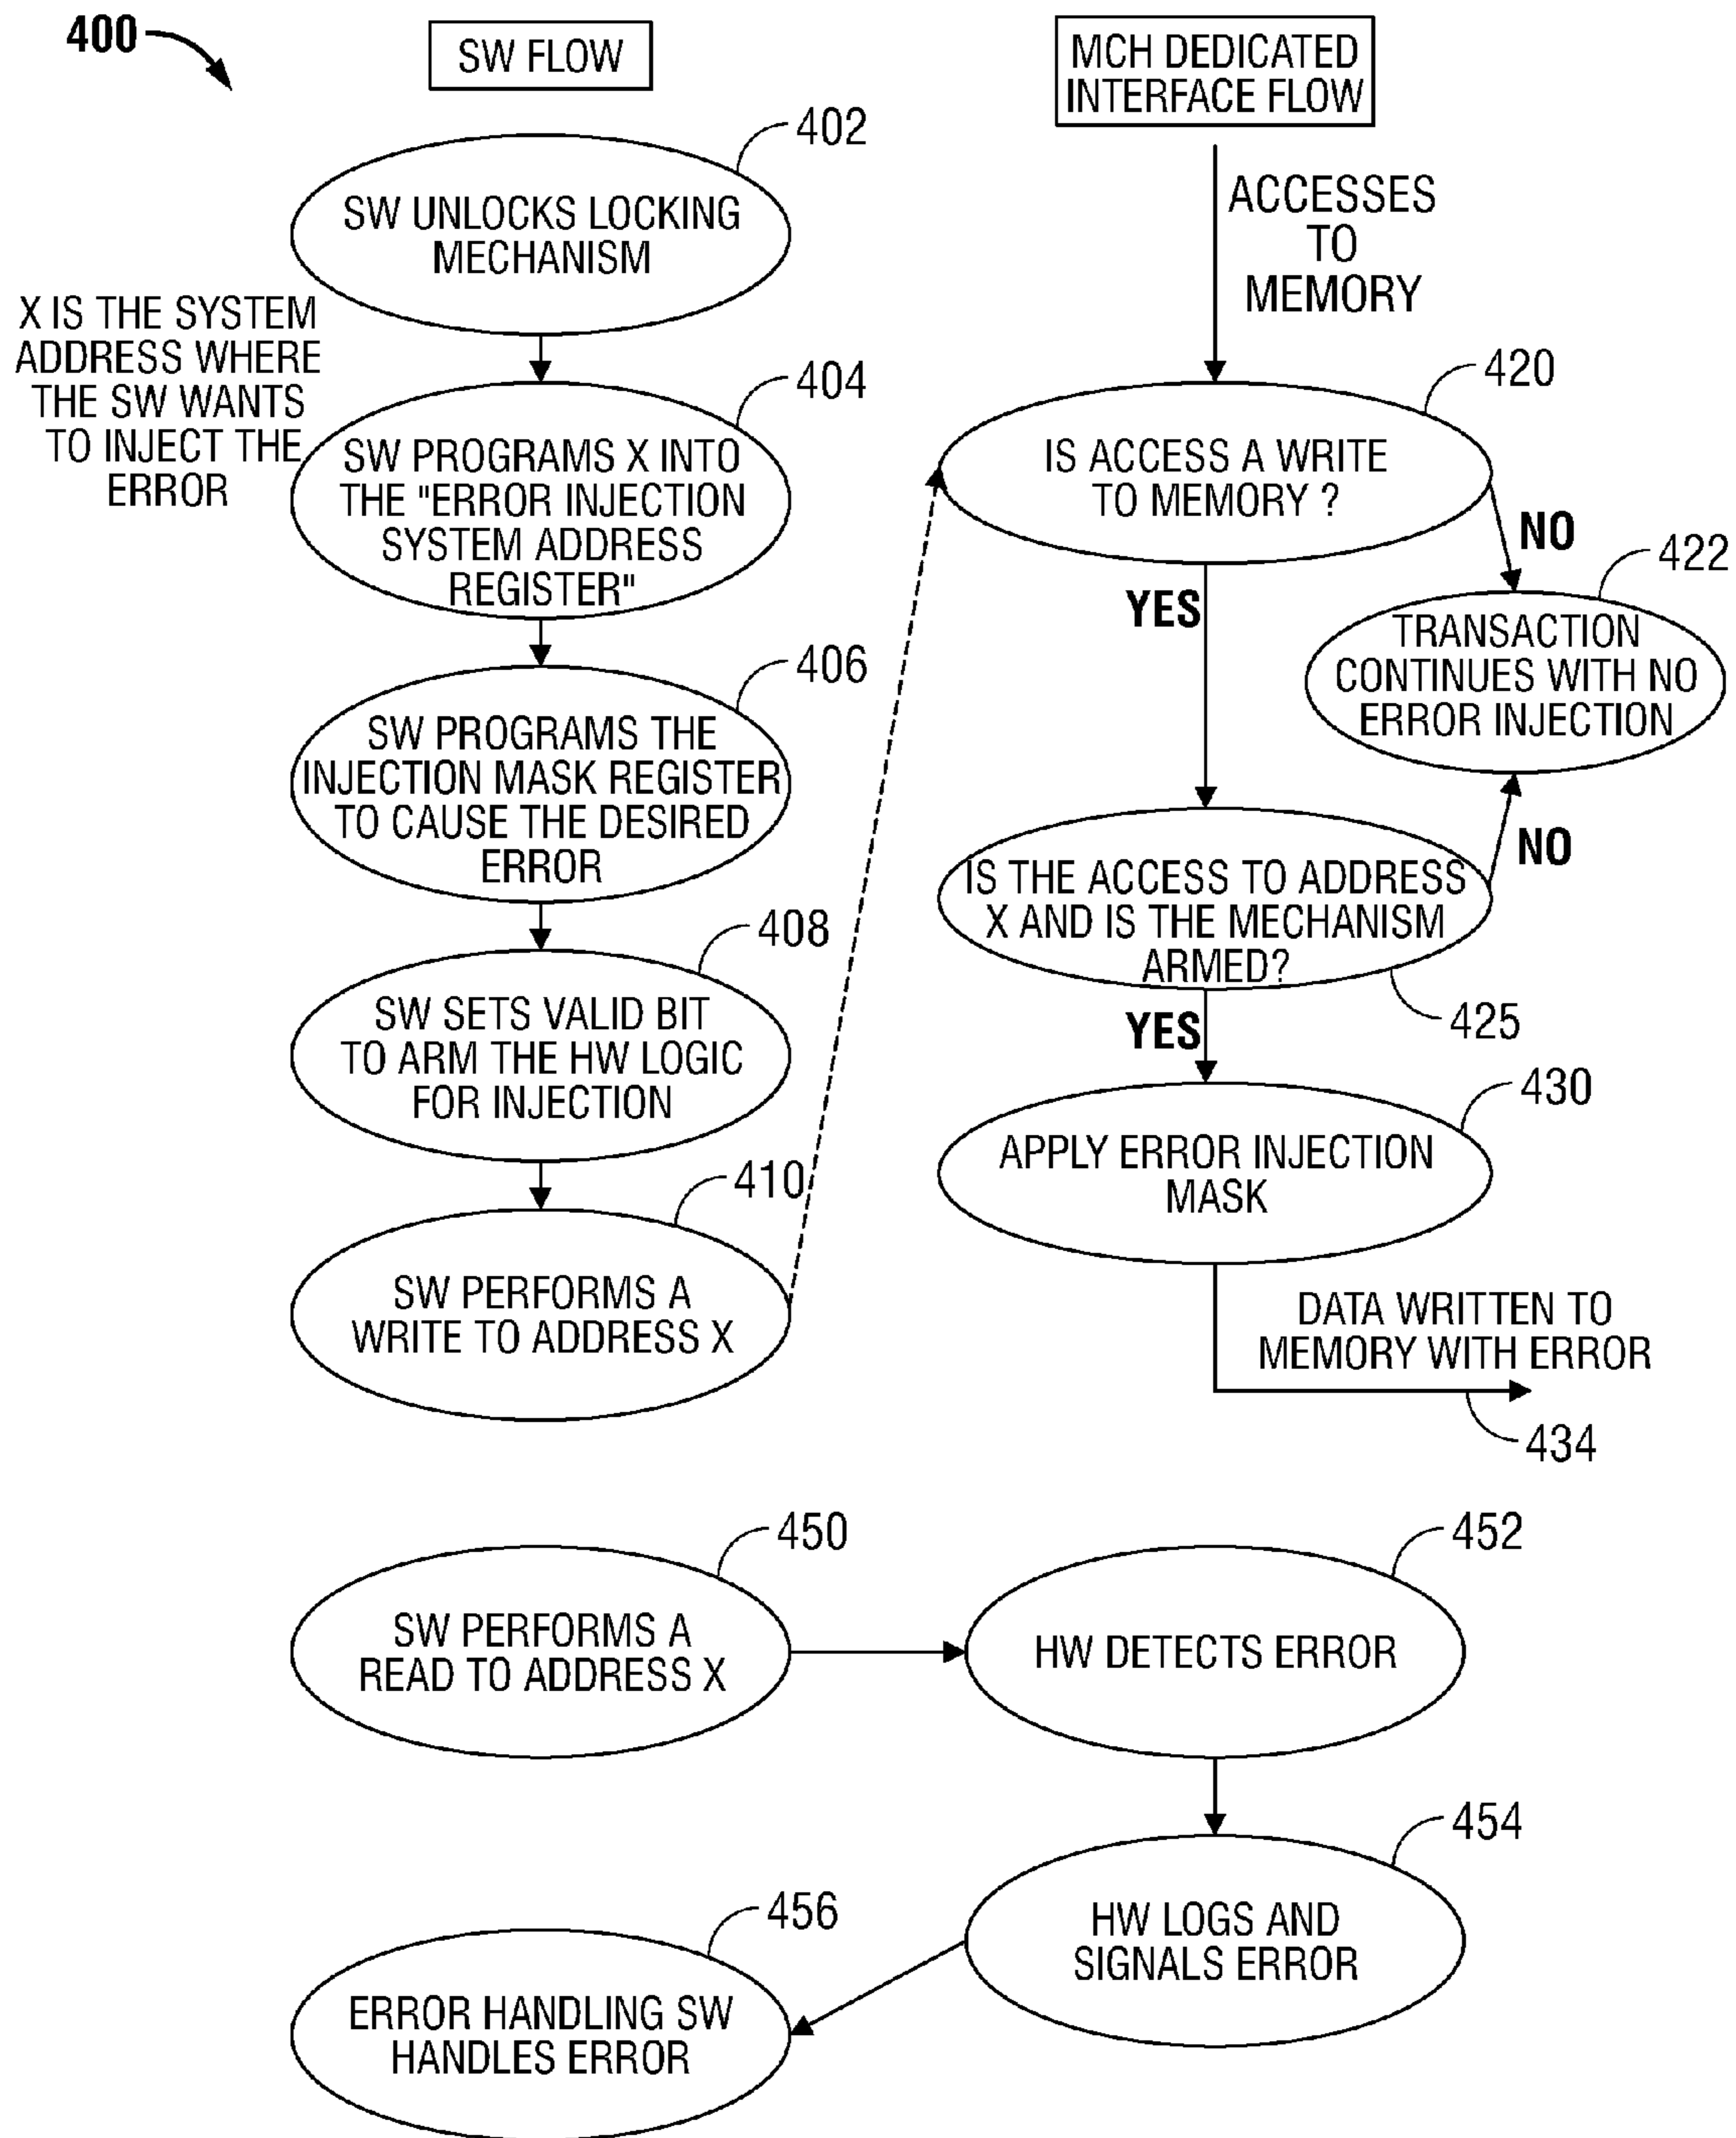 400
SW FLOW
402
SW UNLOCKS LOCKING
MECHANISM
X IS THE SYSTEM
ADDRESS WHERE
THE SW WANTS
TO INJECT THE
ERROR
404
SW PROGRAMS X INTO
THE "ERROR INJECTION
SYSTEM ADDRESS
REGISTER"
406
SW PROGRAMS THE
INJECTION MASK REGISTER
TO CAUSE THE DESIRED
ERROR
408
SW SETS VALID BIT
TO ARM THE HW LOGIC
FOR INJECTION
410
SW PERFORMS A
WRITE TO ADDRESS X
MCH DEDICATED
INTERFACE FLOW
ACCESSES
TO
MEMORY
420
IS ACCESS A WRITE
TO MEMORY ?
NO
422
TRANSACTION
CONTINUES WITH NO
ERROR INJECTION
YES
NO
IS THE ACCESS TO ADDRESS
X AND IS THE MECHANISM
ARMED?
425
YES
430
APPLY ERROR INJECTION
MASK
DATA WRITTEN TO
MEMORY WITH ERROR
434
450
SW PERFORMS A
READ TO ADDRESS X
452
HW DETECTS ERROR
454
HW LOGS AND
SIGNALS ERROR
456
ERROR HANDLING SW
HANDLES ERROR